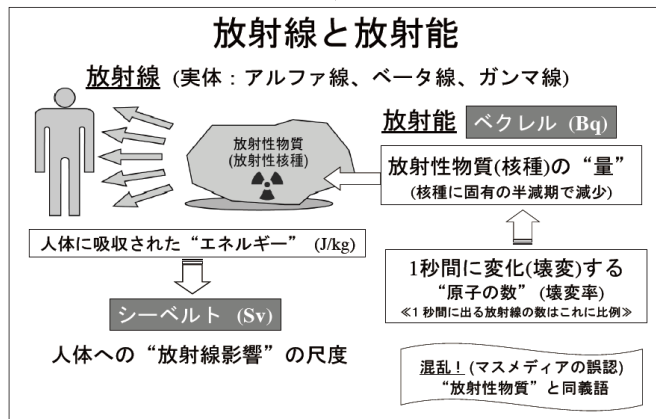 放射線と放射能
放射線 (実体：アルファ線、ベータ線、ガンマ線)
放射性物質
(放射性核種)
放射能 ベクレル (Bq)
放射性物質(核種)の“量”
(核種に固有の半減期で減少)
人体に吸収された“エネルギー” (J/kg)
シーベルト (Sv)
人体への“放射線影響”の尺度
1秒間に変化(壊変)する
“原子の数” (壊変率)
≪1 秒間に出る放射線の数はこれに比例≫
混乱！(マスメディアの誤認)
“放射性物質”と同義語